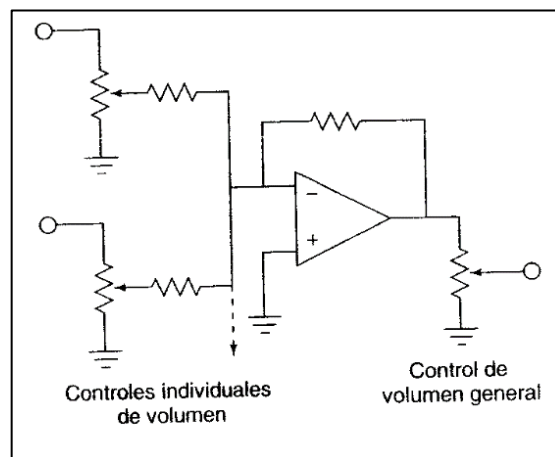 −
+
Controles individuales
de volumen
Control de
volumen general